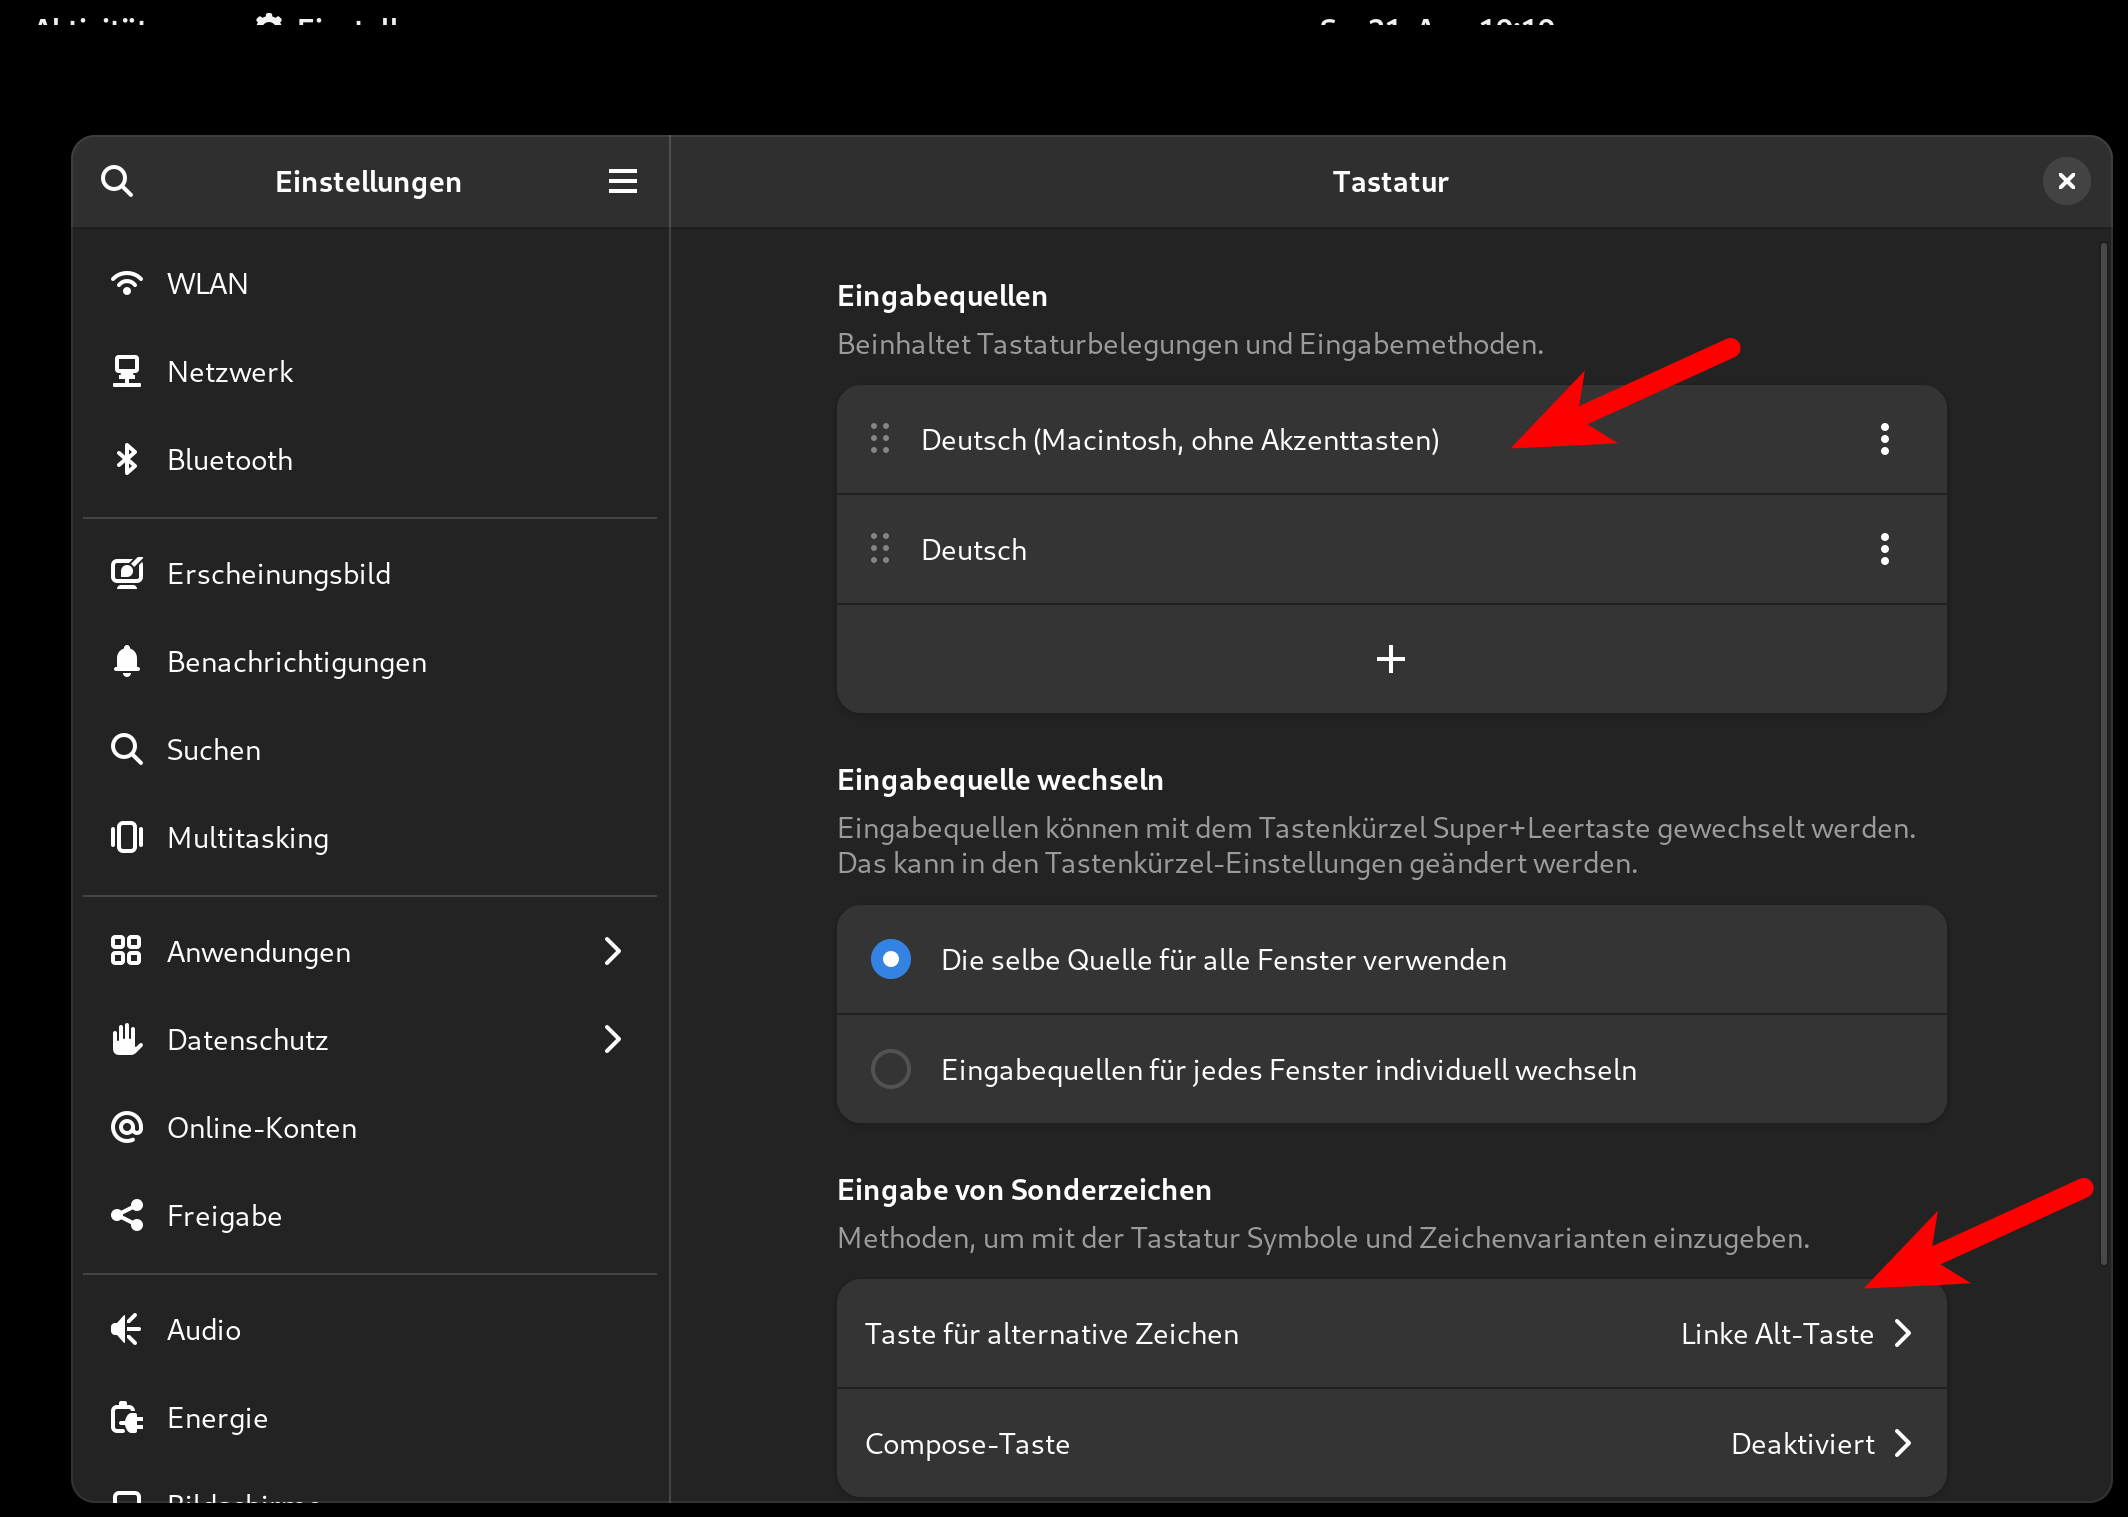 Einstellungen
Tastatur
WLAN
Netzwerk
Bluetooth
Erscheinungsbild
Benachrichtigungen
Suchen
Multitasking
Anwendungen
Datenschutz
Online-Konten
Freigabe
Audio
Energie
Eingabequellen
Beinhaltet Tastaturbelegungen und Eingabemethoden.
Deutsch (Macintosh, ohne Akzenttasten)
Deutsch
Eingabequelle wechseln
Eingabequellen können mit dem Tastenkürzel Super+Leertaste gewechselt werden.
Das kann in den Tastenkürzel-Einstellungen geändert werden.
Die selbe Quelle für alle Fenster verwenden
Eingabequellen für jedes Fenster individuell wechseln
Eingabe von Sonderzeichen
Methoden, um mit der Tastatur Symbole und Zeichenvarianten einzugeben.
Taste für alternative Zeichen Linke Alt-Taste
Compose-Taste Deaktiviert